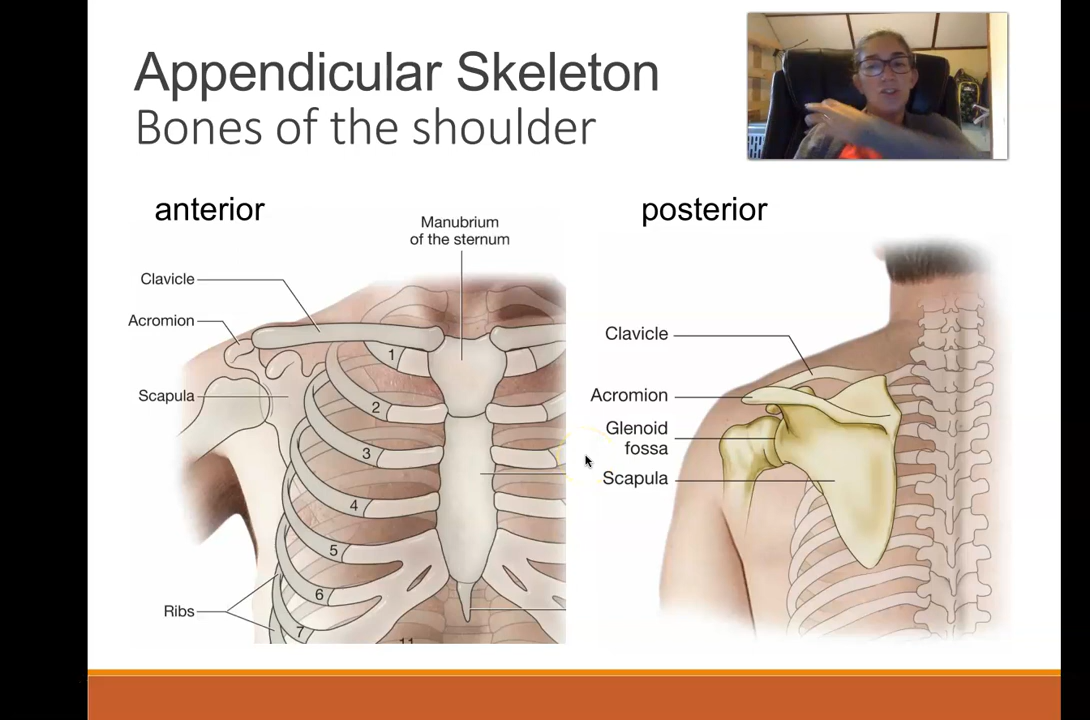 Appendicular Skeleton
Bones of the shoulder
anterior
Manubrium
of the sternum
Clavicle
Acromion
Scapula
Ribs
1
2
3
4
5
6
7
11
posterior
Clavicle
Acromion
Glenoid
fossa
Scapula